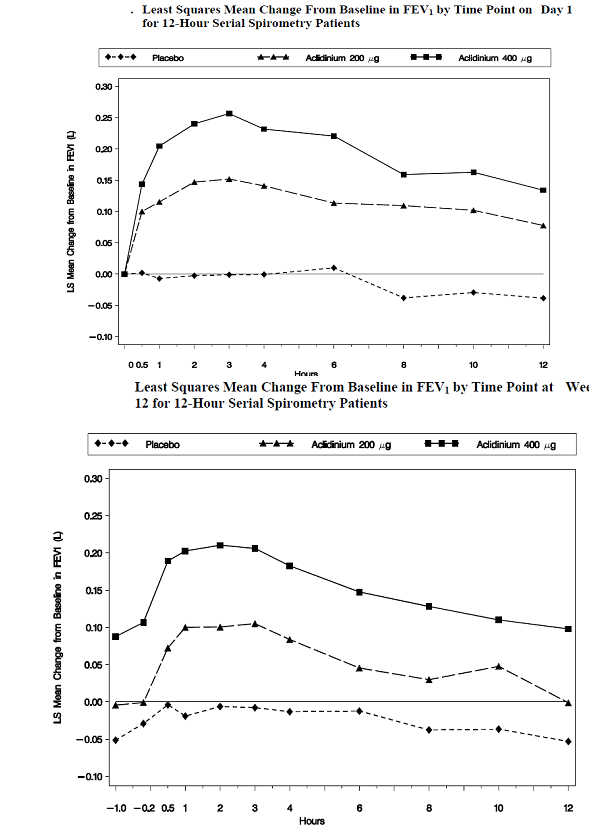 . Least Squares Mean Change From Baseline in FEV1 by Time Point on Day 1
for 12-Hour Serial Spirometry Patients
Placebo Aclidinium 200 μg Aclidinium 400 μg
LS Mean Change from Baseline in FEV1 (L)
0.30
0.25
0.20
0.15
0.10
0.05
0.00
−0.05
−0.10
0 0.5 1 2 3 4 6 8 10 12
Hours
Least Squares Mean Change From Baseline in FEV1 by Time Point at Wee
12 for 12-Hour Serial Spirometry Patients
Placebo Aclidinium 200 μg Aclidinium 400 μg
LS Mean Change from Baseline in FEV1 (L)
0.30
0.25
0.20
0.15
0.10
0.05
0.00
−0.05
−0.10
−1.0 −0.2 0.5 1 2 3 4 6 8 10 12
Hours